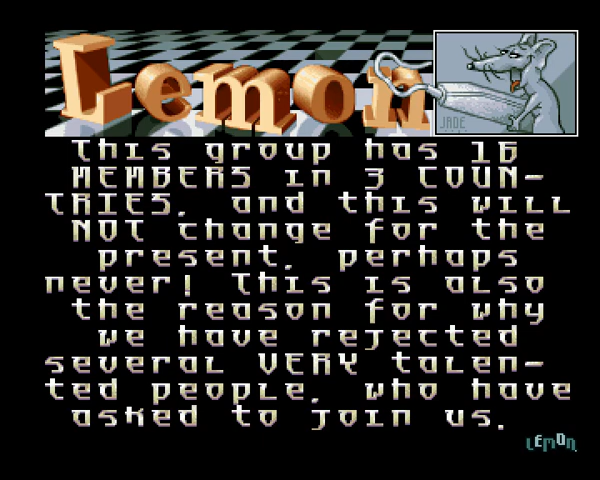 Lemon
JADE
This group has 16
MEMBERS in 3 COUN-
TRIES, and this WILL
NOT change for the
present, perhaps
never! This is also
the reason for why
we have rejected
several VERY talen-
ted people, who have
asked to join us.
LEMON.